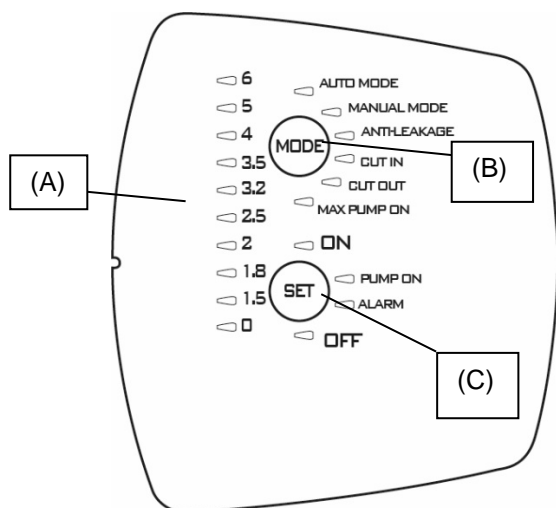 6
5
4
3.5
3.2
2.5
2
1.8
1.5
0
AUTO MODE
MANUAL MODE
ANTI-LEAKAGE
MODE
CUT IN
CUT OUT
MAX PUMP ON
ON
PUMP ON
SET
ALARM
OFF
(A)
(B)
(C)